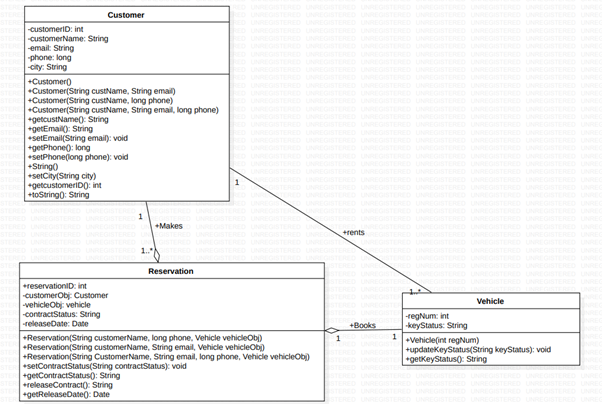 Customer
-customerID: int
-customerName: String
-email: String
-phone: long
-city: String
+Customer()
+Customer(String custName, String email)
+Customer(String custName, long phone)
+Customer(String custName, String email, long phone)
+getcustName(): String
+getEmail(): String
+setEmail(String email): void
+getPhone(): long
+setPhone(long phone): void
+String()
+setCity(String city)
+getcustomerID(): int
+toString(): String
1
1
+Makes
+rents
1..*
Reservation
+reservationID: int
-customerObj: Customer
-vehicleObj: vehicle
-contractStatus: String
-releaseDate: Date
+Reservation(String customerName, long phone, Vehicle vehicleObj)
+Reservation(String customerName, String email, Vehicle vehicleObj)
+Reservation(String CustomerName, String email, long phone, Vehicle vehicleObj)
+setContractStatus(String contractStatus): void
+getContractStatus(): String
+releaseContract(): String
+getReleaseDate(): Date
+Books
1
1
1..*
Vehicle
-regNum: int
-keyStatus: String
+Vehicle(int regNum)
+updateKeyStatus(String keyStatus): void
+getKeyStatus(): String